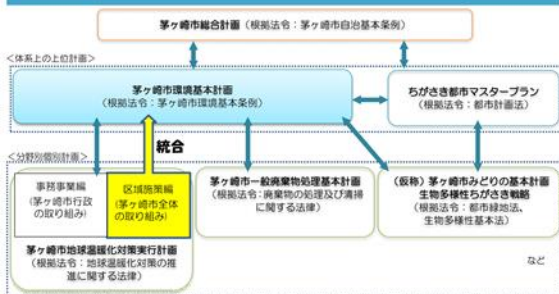 茅ヶ崎市総合計画（根拠法令：茅ヶ崎市自治基本条例）
＜体系上の上位計画＞
茅ヶ崎市環境基本計画
（根拠法令：茅ヶ崎市環境基本条例）
ちがさき都市マスタープラン
（根拠法令：都市計画法）
統合
＜分野別個別計画＞
事務事業編
（茅ヶ崎市行政
の取り組み）
区域施策編
（茅ヶ崎市全体
の取り組み）
茅ヶ崎市地球温暖化対策実行計画
（根拠法令：地球温暖化対策の推
進に関する法律）
茅ヶ崎市一般廃棄物処理基本計画
（根拠法令：廃棄物の処理及び清掃
に関する法律）
（仮称）茅ヶ崎市みどりの基本計画
生物多様性ちがさき戦略
（根拠法令：都市緑地法、
生物多様性基本法）
など